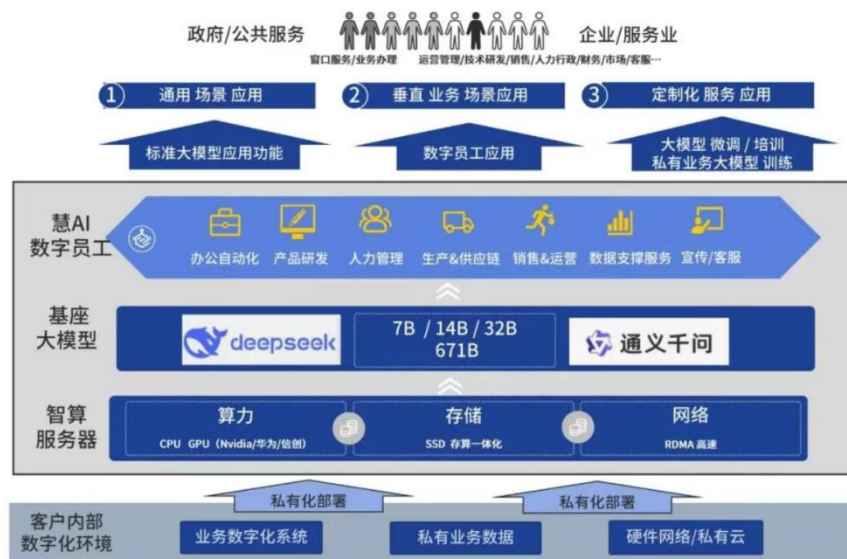 政府/公共服务
企业/服务业
窗口服务/业务办理
运营管理/技术研发/销售/人力行政/财务/市场/客服…
1 通用 场景 应用
2 垂直 业务 场景应用
3 定制化 服务 应用
标准大模型应用功能
数字员工应用
大模型 微调 / 培训
私有业务大模型 训练
慧AI
数字员工
办公自动化
产品研发
人力管理
生产&供应链
销售&运营
数据支撑服务
宣传/客服
基座
大模型
deepseek
7B / 14B / 32B
671B
通义千问
智算
服务器
算力
CPU GPU（Nvidia/华为/信创）
存储
SSD 存算一体化
网络
RDMA 高速
私有化部署
私有化部署
客户内部
数字化环境
业务数字化系统
私有业务数据
硬件网络/私有云